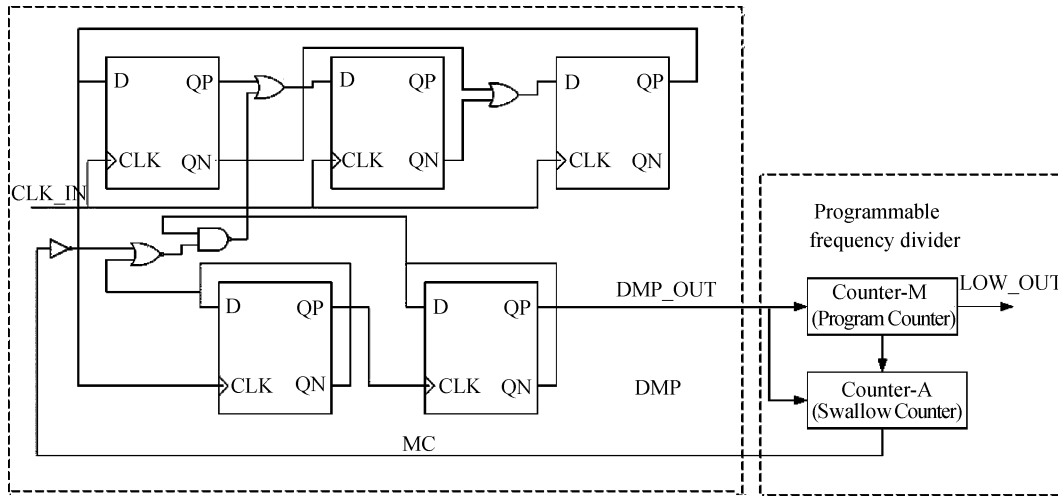 D QP
CLK QN
D QP
CLK QN
D QP
CLK QN
CLK_IN
D QP
CLK QN
D QP
CLK QN
DMP_OUT
DMP
MC
Programmable
frequency divider
Counter-M
(Program Counter)
LOW_OUT
Counter-A
(Swallow Counter)